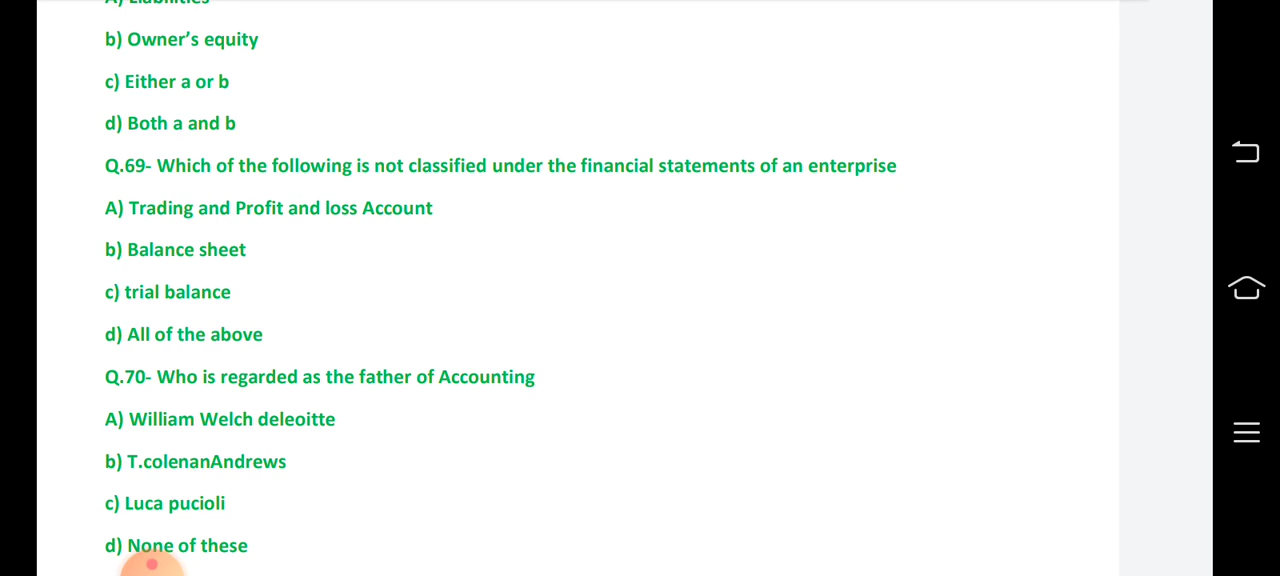 A) Liabilities
b) Owner’s equity
c) Either a or b
d) Both a and b
Q.69- Which of the following is not classified under the financial statements of an enterprise
A) Trading and Profit and loss Account
b) Balance sheet
c) trial balance
d) All of the above
Q.70- Who is regarded as the father of Accounting
A) William Welch deleoitte
b) T.colenanAndrews
c) Luca pucioli
d) None of these